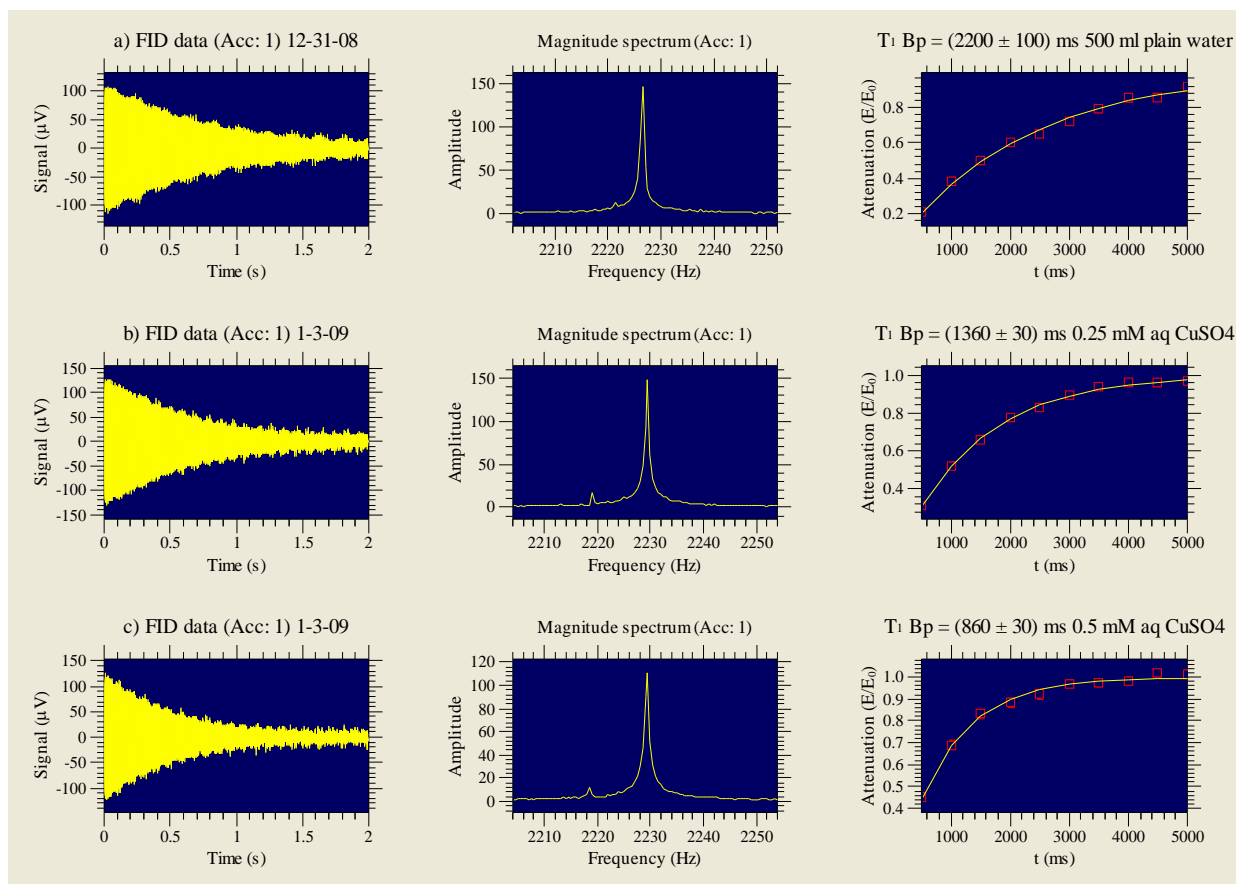 a) FID data (Acc: 1) 12-31-08
Signal (µV)
100
50
0
-50
-100
0 0.5 1 1.5 2
Time (s)
Magnitude spectrum (Acc: 1)
Amplitude
150
100
50
0
2210 2220 2230 2240 2250
Frequency (Hz)
T1 Bp = (2200 ± 100) ms 500 ml plain water
Attenuation (E/E0)
0.8
0.6
0.4
0.2
1000 2000 3000 4000 5000
t (ms)
b) FID data (Acc: 1) 1-3-09
Signal (µV)
150
100
50
0
-50
-100
-150
0 0.5 1 1.5 2
Time (s)
Magnitude spectrum (Acc: 1)
Amplitude
150
100
50
0
2210 2220 2230 2240 2250
Frequency (Hz)
T1 Bp = (1360 ± 30) ms 0.25 mM aq CuSO4
Attenuation (E/E0)
1.0
0.8
0.6
0.4
1000 2000 3000 4000 5000
t (ms)
c) FID data (Acc: 1) 1-3-09
Signal (µV)
150
100
50
0
-50
-100
0 0.5 1 1.5 2
Time (s)
Magnitude spectrum (Acc: 1)
Amplitude
120
100
80
60
40
20
0
2210 2220 2230 2240 2250
Frequency (Hz)
T1 Bp = (860 ± 30) ms 0.5 mM aq CuSO4
Attenuation (E/E0)
1.0
0.9
0.8
0.7
0.6
0.5
0.4
1000 2000 3000 4000 5000
t (ms)